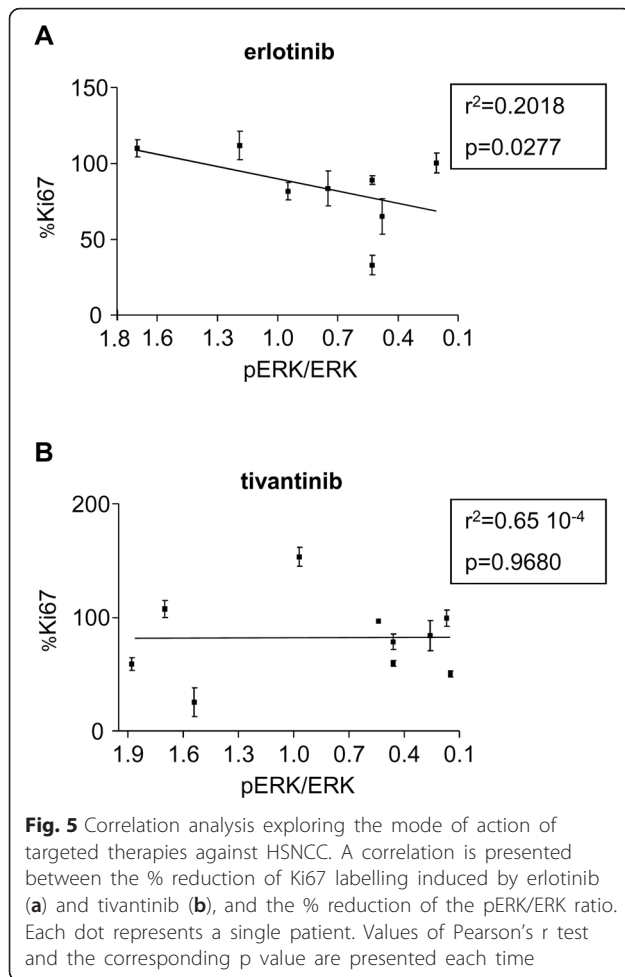 A
erlotinib
150
100
50
0
%Ki67
1.8 1.6 1.3 1.0 0.7 0.4 0.1
pERK/ERK
r²=0.2018
p=0.0277
B
tivantinib
200
100
0
%Ki67
1.9 1.6 1.3 1.0 0.7 0.4 0.1
pERK/ERK
r²=0.65 10⁻⁴
p=0.9680
Fig. 5 Correlation analysis exploring the mode of action of
targeted therapies against HSNCC. A correlation is presented
between the % reduction of Ki67 labelling induced by erlotinib
(a) and tivantinib (b), and the % reduction of the pERK/ERK ratio.
Each dot represents a single patient. Values of Pearson's r test
and the corresponding p value are presented each time